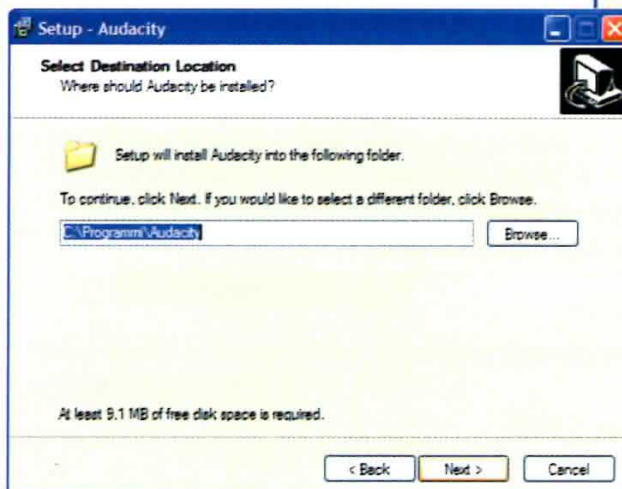 Setup - Audacity
Select Destination Location
Where should Audacity be installed?
Setup will install Audacity into the following folder.
To continue, click Next. If you would like to select a different folder, click Browse.
C:\Programmi\Audacity
Browse...
At least 9.1 MB of free disk space is required.
< Back
Next >
Cancel